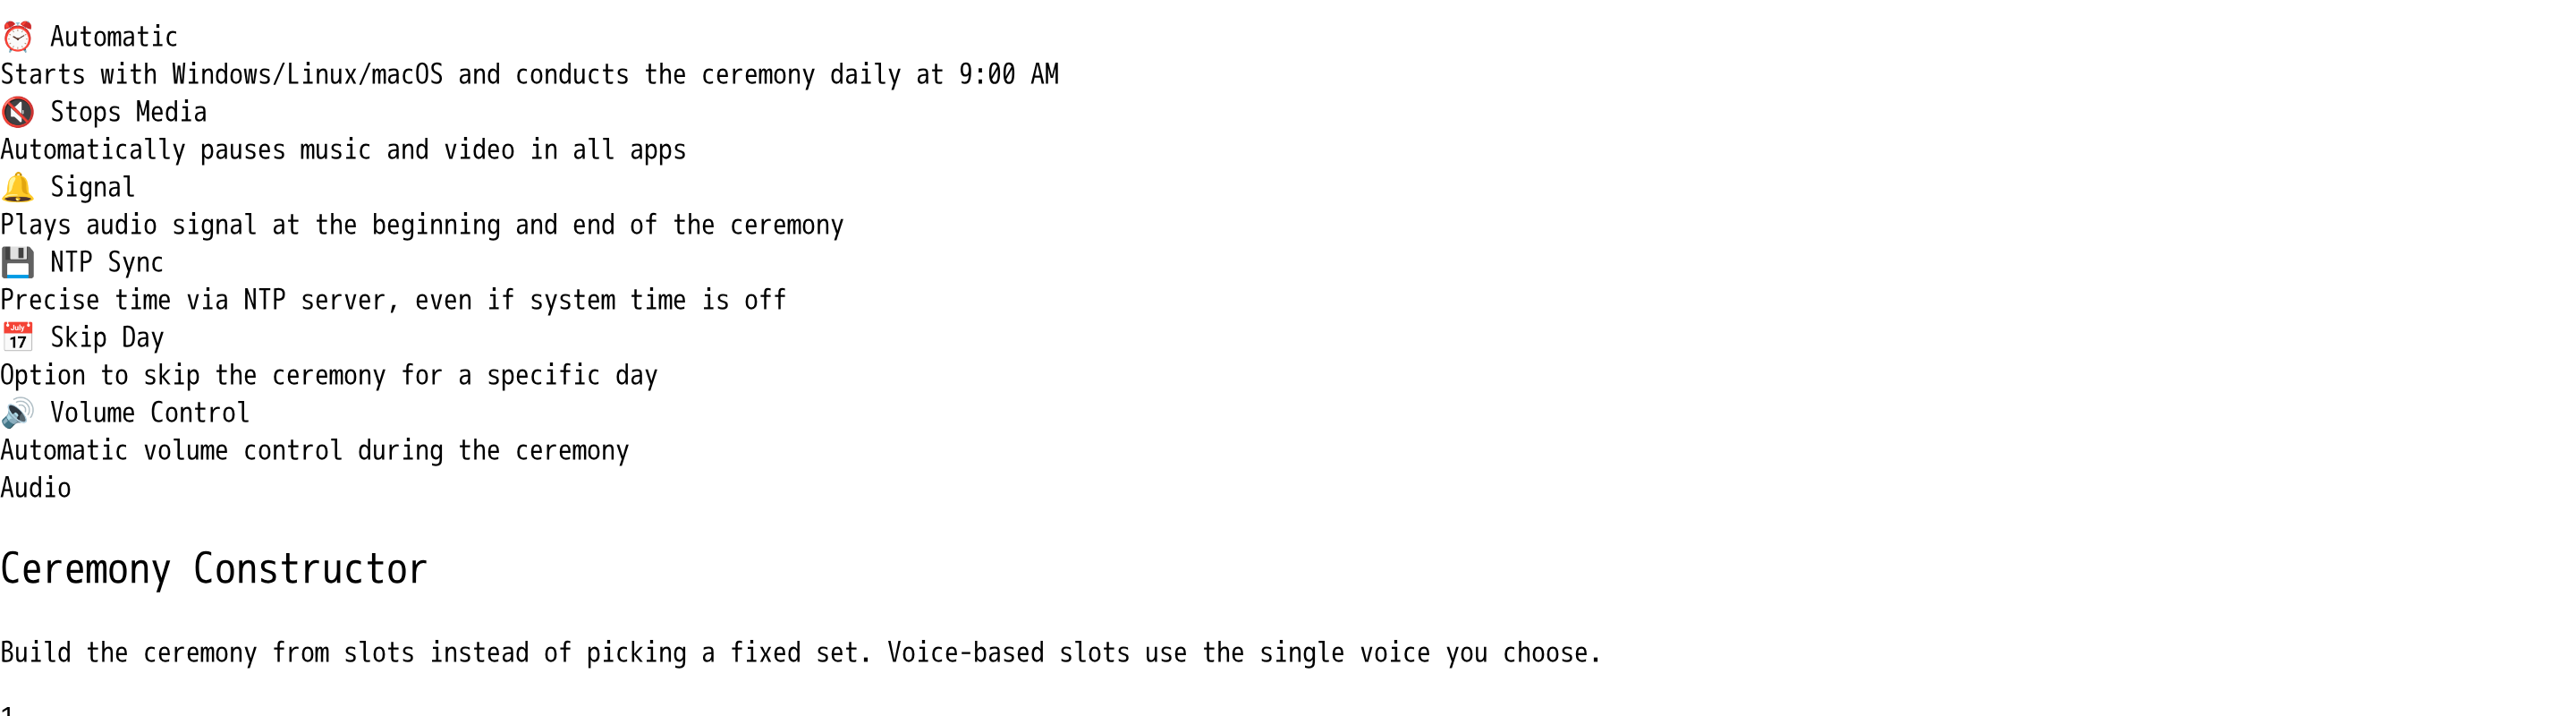 ⏰ Automatic
Starts with Windows/Linux/macOS and conducts the ceremony daily at 9:00 AM
🔇 Stops Media
Automatically pauses music and video in all apps
🔔 Signal
Plays audio signal at the beginning and end of the ceremony
💾 NTP Sync
Precise time via NTP server, even if system time is off
📅 Skip Day
Option to skip the ceremony for a specific day
🔊 Volume Control
Automatic volume control during the ceremony
Audio
Ceremony Constructor
Build the ceremony from slots instead of picking a fixed set. Voice-based slots use the single voice you choose.
1